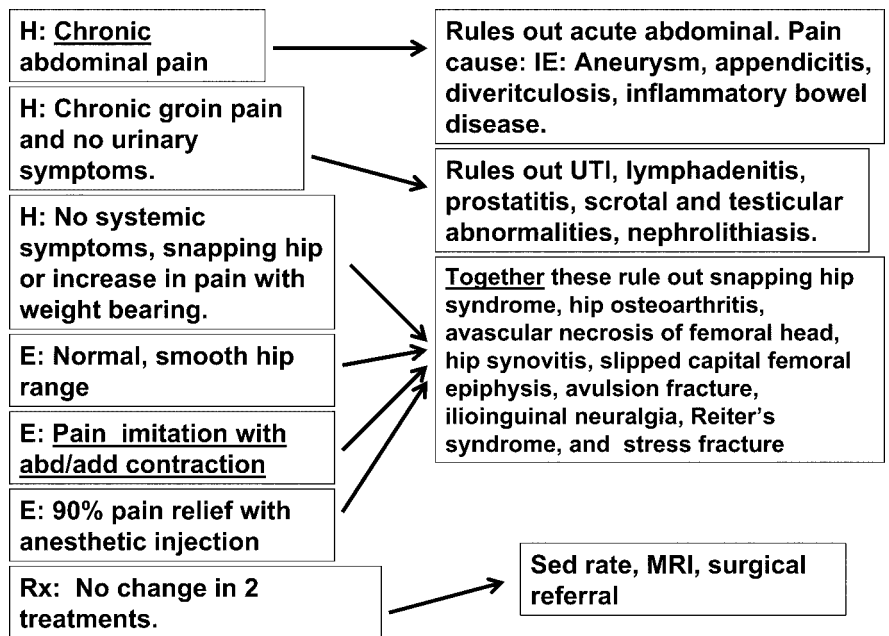 H: Chronic
abdominal pain
Rules out acute abdominal. Pain
cause: IE: Aneurysm, appendicitis,
diveritculosis, inflammatory bowel
disease.
H: Chronic groin pain
and no urinary
symptoms.
Rules out UTI, lymphadenitis,
prostatitis, scrotal and testicular
abnormalities, nephrolithiasis.
H: No systemic
symptoms, snapping hip
or increase in pain with
weight bearing.
E: Normal, smooth hip
range
E: Pain imitation with
abd/add contraction
E: 90% pain relief with
anesthetic injection
Together these rule out snapping hip
syndrome, hip osteoarthritis,
avascular necrosis of femoral head,
hip synovitis, slipped capital femoral
epiphysis, avulsion fracture,
ilioinguinal neuralgia, Reiter's
syndrome, and stress fracture
Rx: No change in 2
treatments.
Sed rate, MRI, surgical
referral